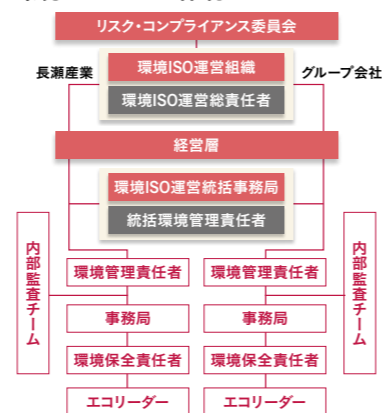 リスク・コンプライアンス委員会
長瀬産業
環境ISO運営組織
グループ会社
環境ISO運営総責任者
経営層
環境ISO運営統括事務局
統括環境管理責任者
内部監査チーム
内部監査チーム
環境管理責任者
環境管理責任者
事務局
事務局
環境保全責任者
環境保全責任者
エコリーダー
エコリーダー